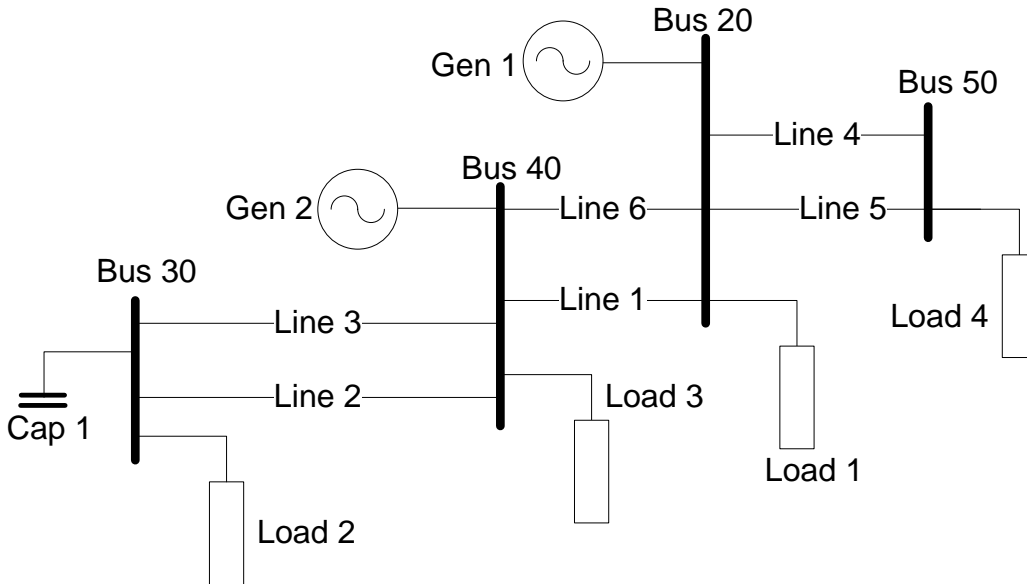 Bus 20
Gen 1
Bus 50
Line 4
Bus 40
Gen 2
Line 6
Line 5
Bus 30
Line 1
Line 3
Load 4
Line 2
Load 3
Cap 1
Load 1
Load 2